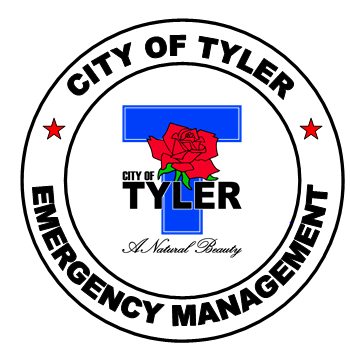 CITY OF TYLER
CITY OF
TYLER
A Natural Beauty
EMERGENCY MANAGEMENT